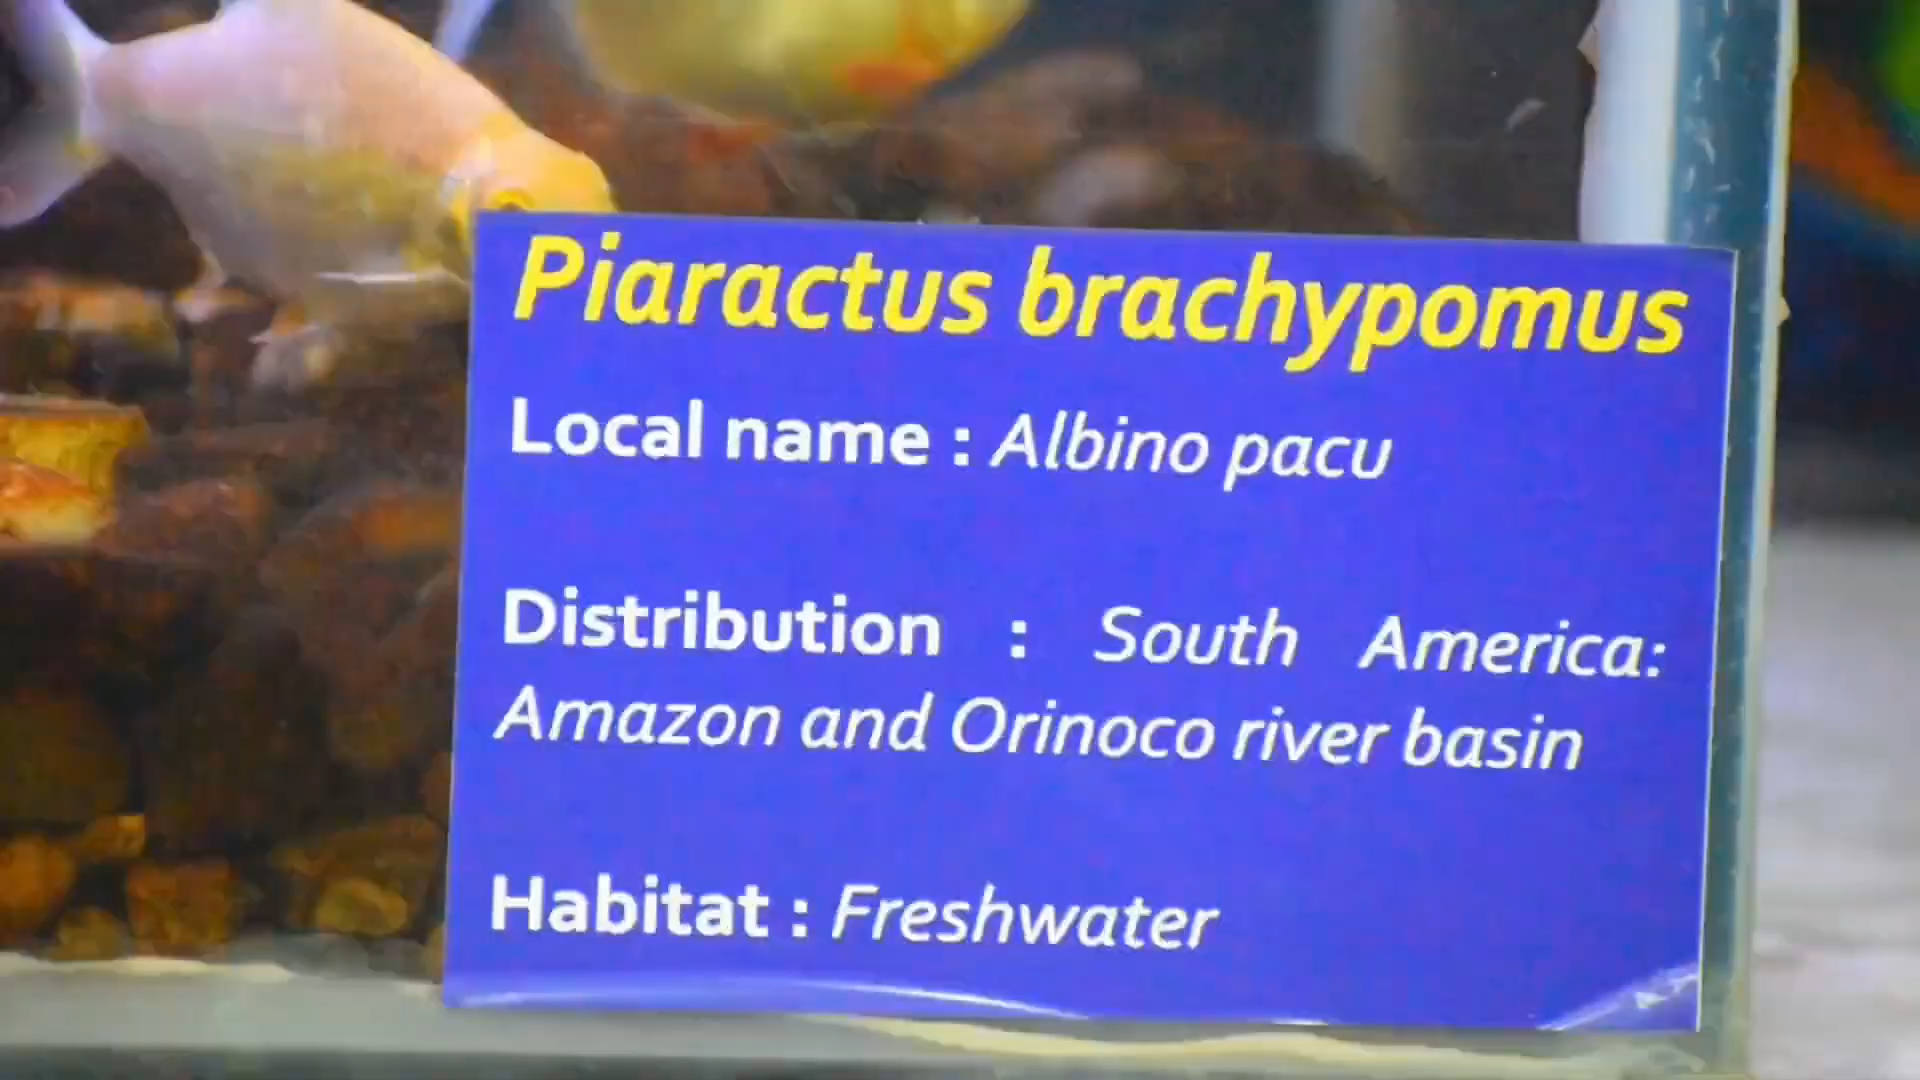 Piaractus brachypomus
Local name : Albino pacu
Distribution : South America:
Amazon and Orinoco river basin
Habitat : Freshwater